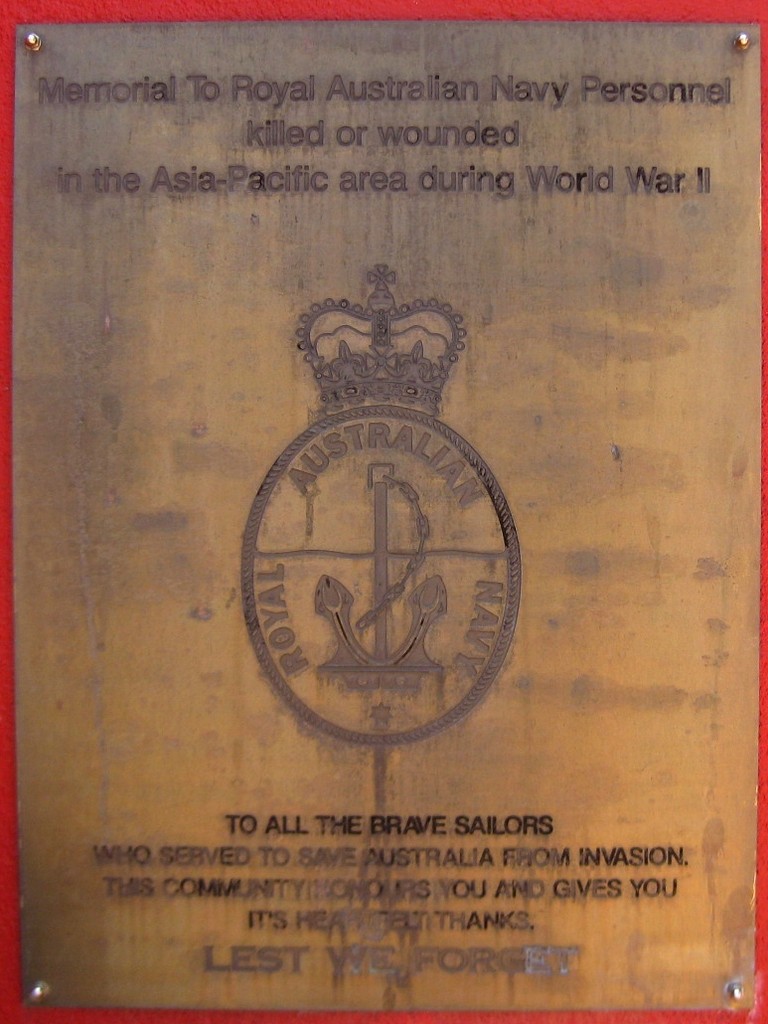 Memorial To Royal Australian Navy Personnel
killed or wounded
in the Asia-Pacific area during World War II
ROYAL AUSTRALIAN NAVY
TO ALL THE BRAVE SAILORS
WHO SERVED TO SAVE AUSTRALIA FROM INVASION.
THIS COMMUNITY HONOURS YOU AND GIVES YOU
IT'S HEARTFELT THANKS.
LEST WE FORGET